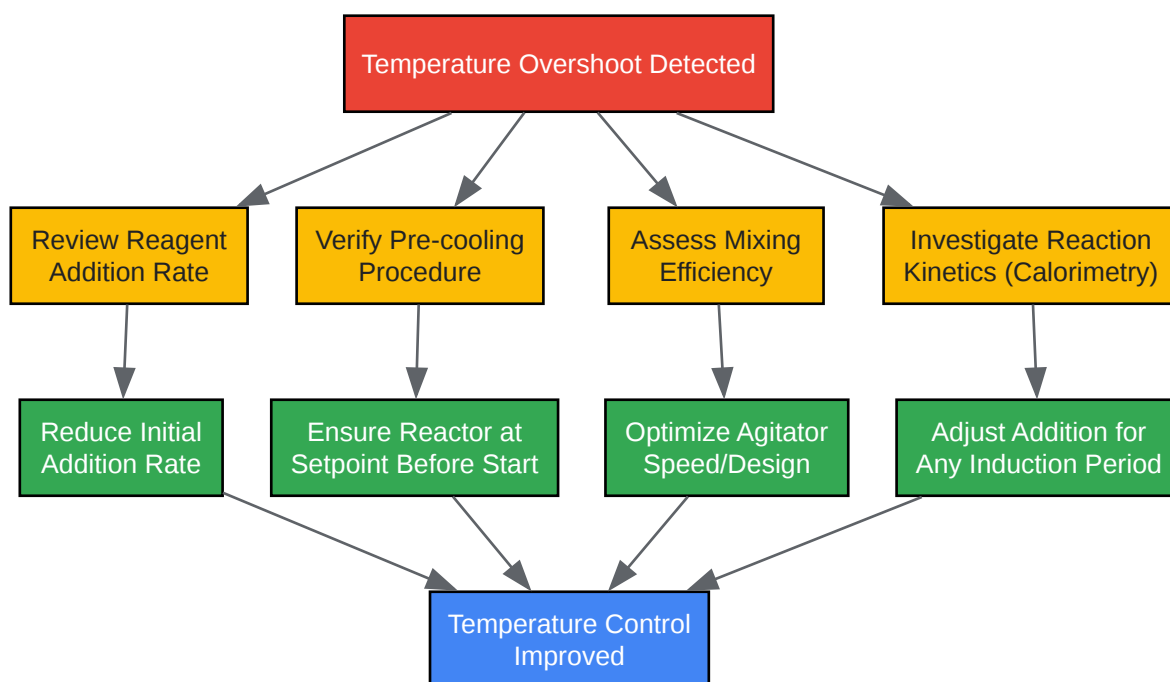 Temperature Overshoot Detected
Review Reagent
Addition Rate
Verify Pre-cooling
Procedure
Assess Mixing
Efficiency
Investigate Reaction
Kinetics (Calorimetry)
Reduce Initial
Addition Rate
Ensure Reactor at
Setpoint Before Start
Optimize Agitator
Speed/Design
Adjust Addition for
Any Induction Period
Temperature Control
Improved